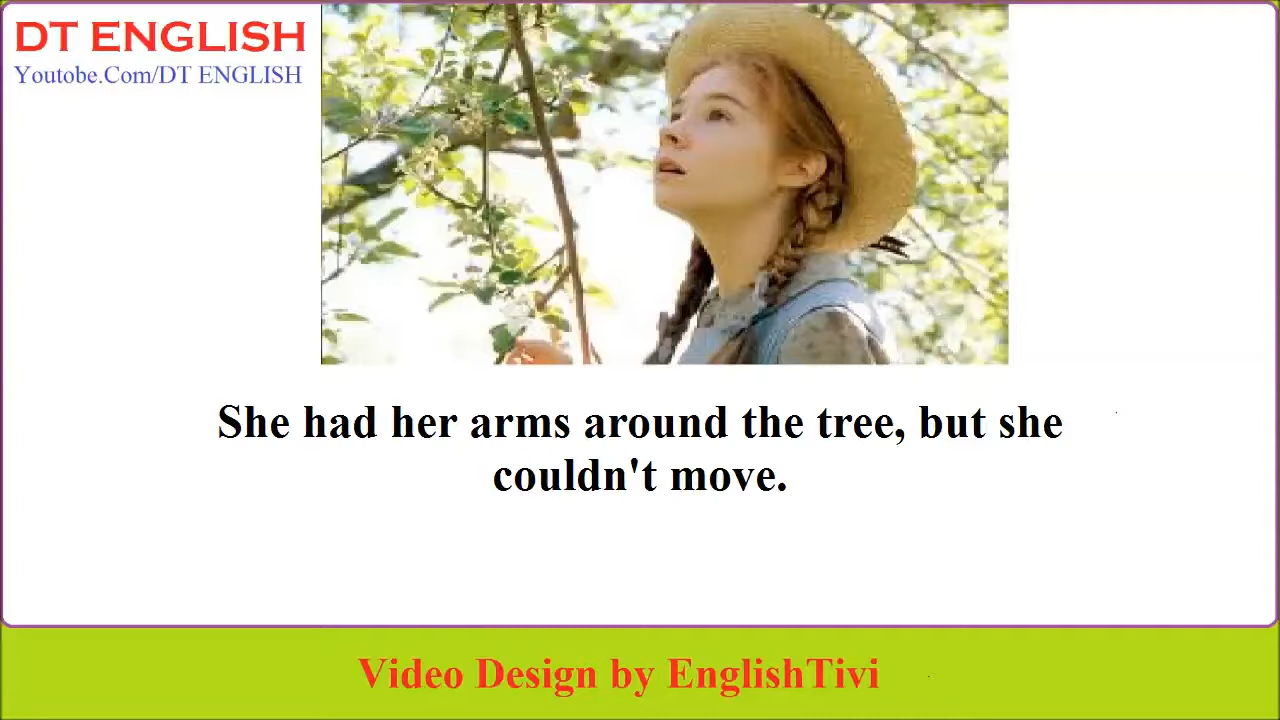 DT ENGLISH
Youtobe.Com/DT ENGLISH
She had her arms around the tree, but she
couldn't move.
Video Design by EnglishTivi